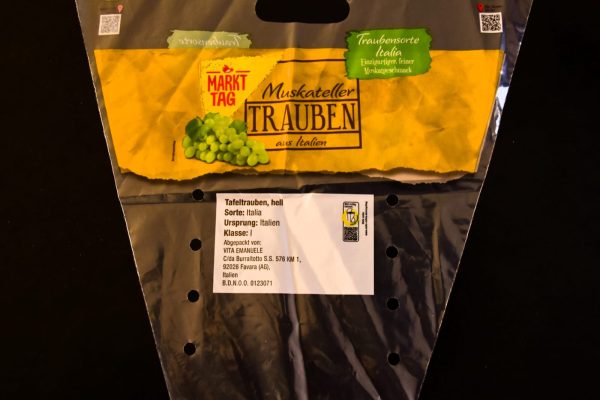 Traubensorte
Traubensorte
Italia
Einzigartiger, feiner
Muskatgeschmack
MARKT
TAG
Muskateller
TRAUBEN
aus Italien
Tafeltrauben, hell
Sorte: Italia
Ursprung: Italien
Klasse: I
Abgepackt von:
VITA EMANUELE
C/da Burraitotto S.S. 576 KM 1,
92026 Favara (AG),
Italien
B.D.N.O.O. 0123071